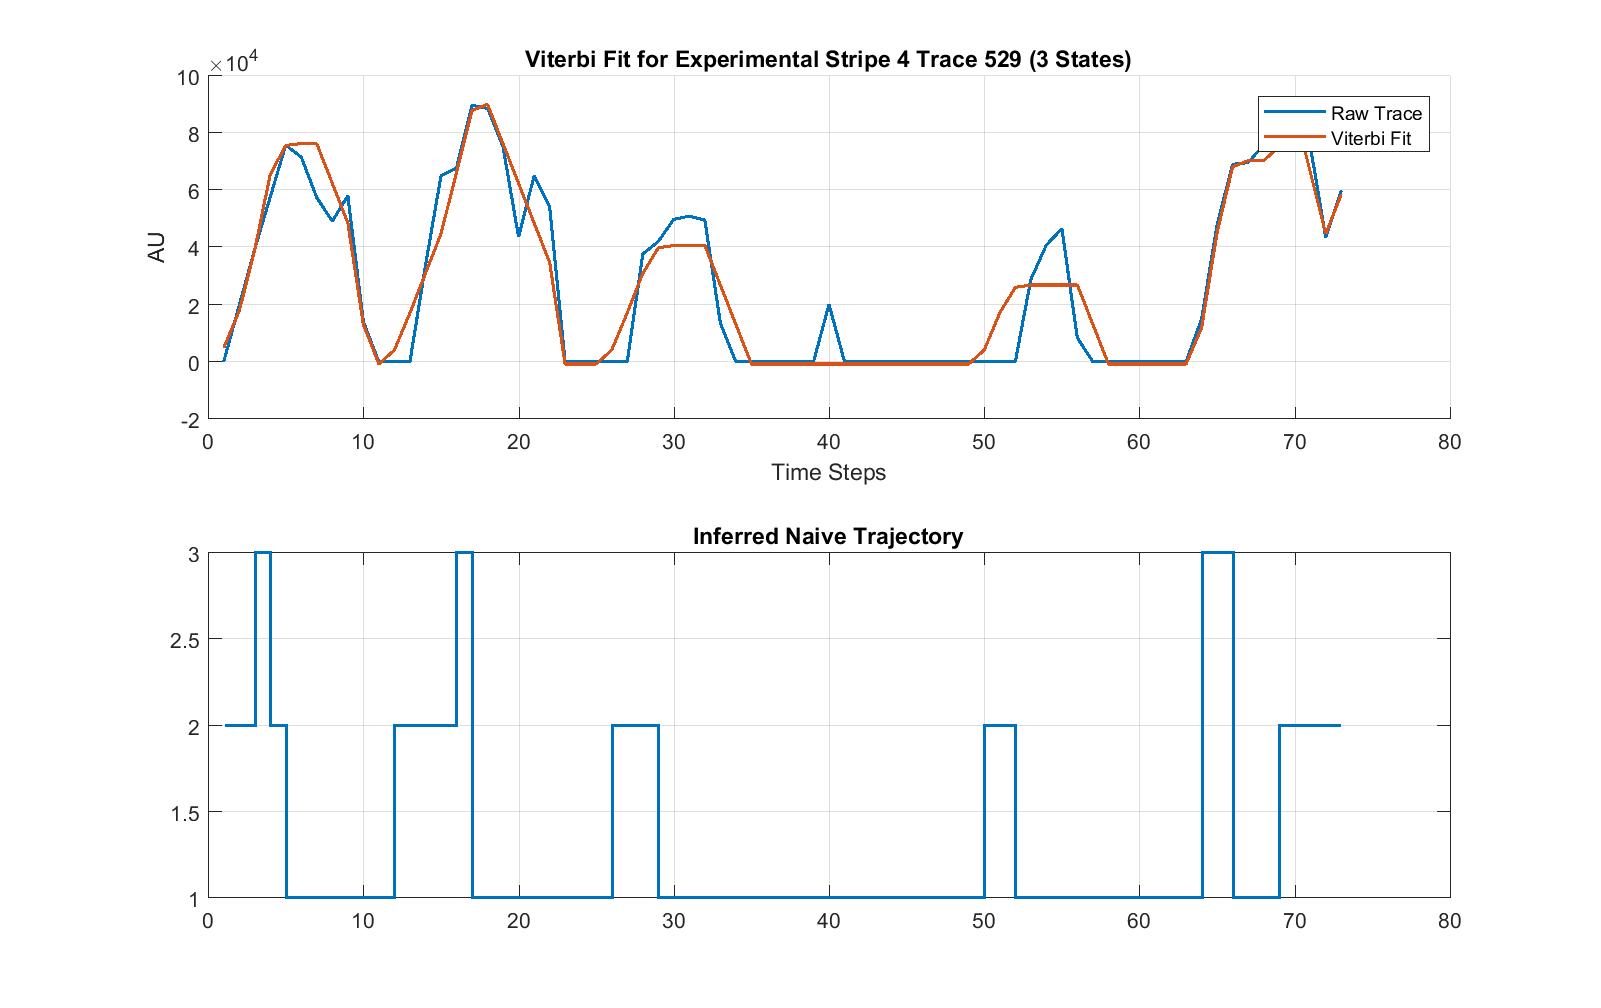 Viterbi Fit for Experimental Stripe 4 Trace 529 (3 States)
×10^4
10
8
6
4
2
0
-2
AU
Raw Trace
Viterbi Fit
0 10 20 30 40 50 60 70 80
Time Steps
Inferred Naive Trajectory
3
2.5
2
1.5
1
0 10 20 30 40 50 60 70 80